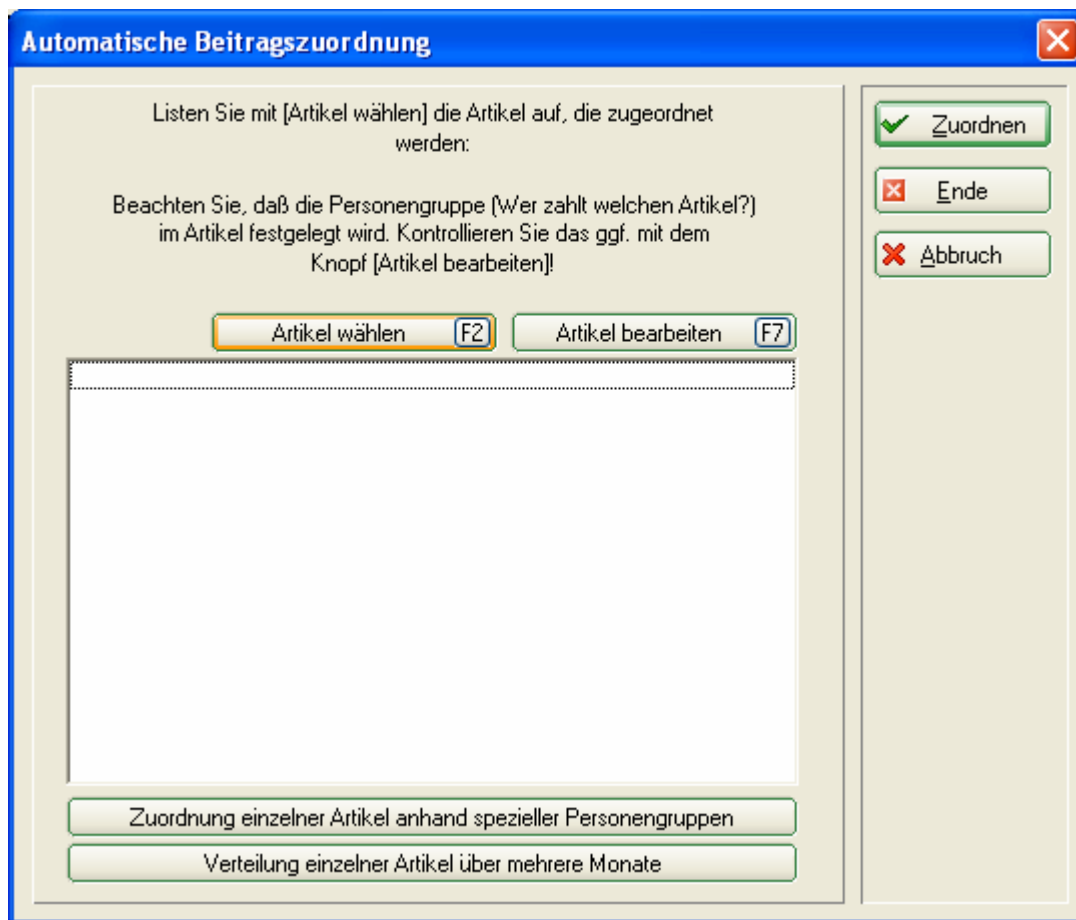 Automatische Beitragszuordnung
Listen Sie mit [Artikel wählen] die Artikel auf, die zugeordnet
werden:
Beachten Sie, daß die Personengruppe (Wer zahlt welchen Artikel?)
im Artikel festgelegt wird. Kontrollieren Sie das ggf. mit dem
Knopf [Artikel bearbeiten]!
Artikel wählen F2 Artikel bearbeiten F7
Zuordnung einzelner Artikel anhand spezieller Personengruppen
Verteilung einzelner Artikel über mehrere Monate
Zuordnen
Ende
Abbruch